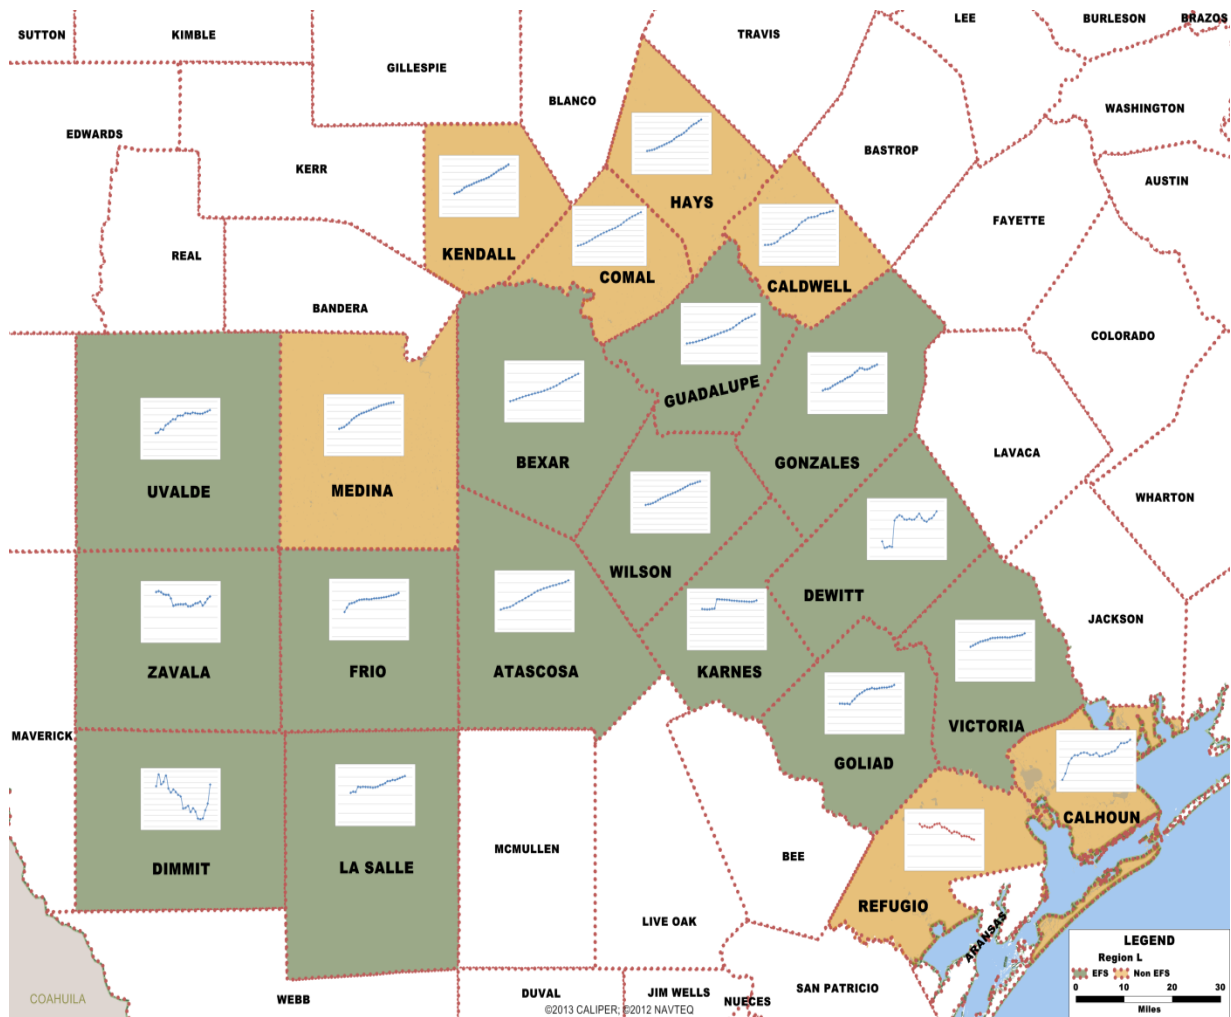 SUTTON
KIMBLE
TRAVIS
LEE
BURLESON
BRAZOS
GILLESPIE
BLANCO
WASHINGTON
EDWARDS
BASTROP
KERR
AUSTIN
HAYS
FAYETTE
REAL
KENDALL
COMAL
CALDWELL
BANDERA
COLORADO
GUADALUPE
LAVACA
BEXAR
GONZALES
UVALDE
MEDINA
WHARTON
WILSON
DEWITT
JACKSON
ZAVALA
FRIO
ATASCOSA
KARNES
VICTORIA
MAVERICK
GOLIAD
CALHOUN
MCMULLEN
BEE
DIMMIT
LA SALLE
REFUGIO
LIVE OAK
ARANSAS
LEGEND
Region L
EFS Non EFS
0 10 20 30
Miles
COAHUILA
WEBB
DUVAL
JIM WELLS
NUECES
SAN PATRICIO
©2013 CALIPER; ©2012 NAVTEQ